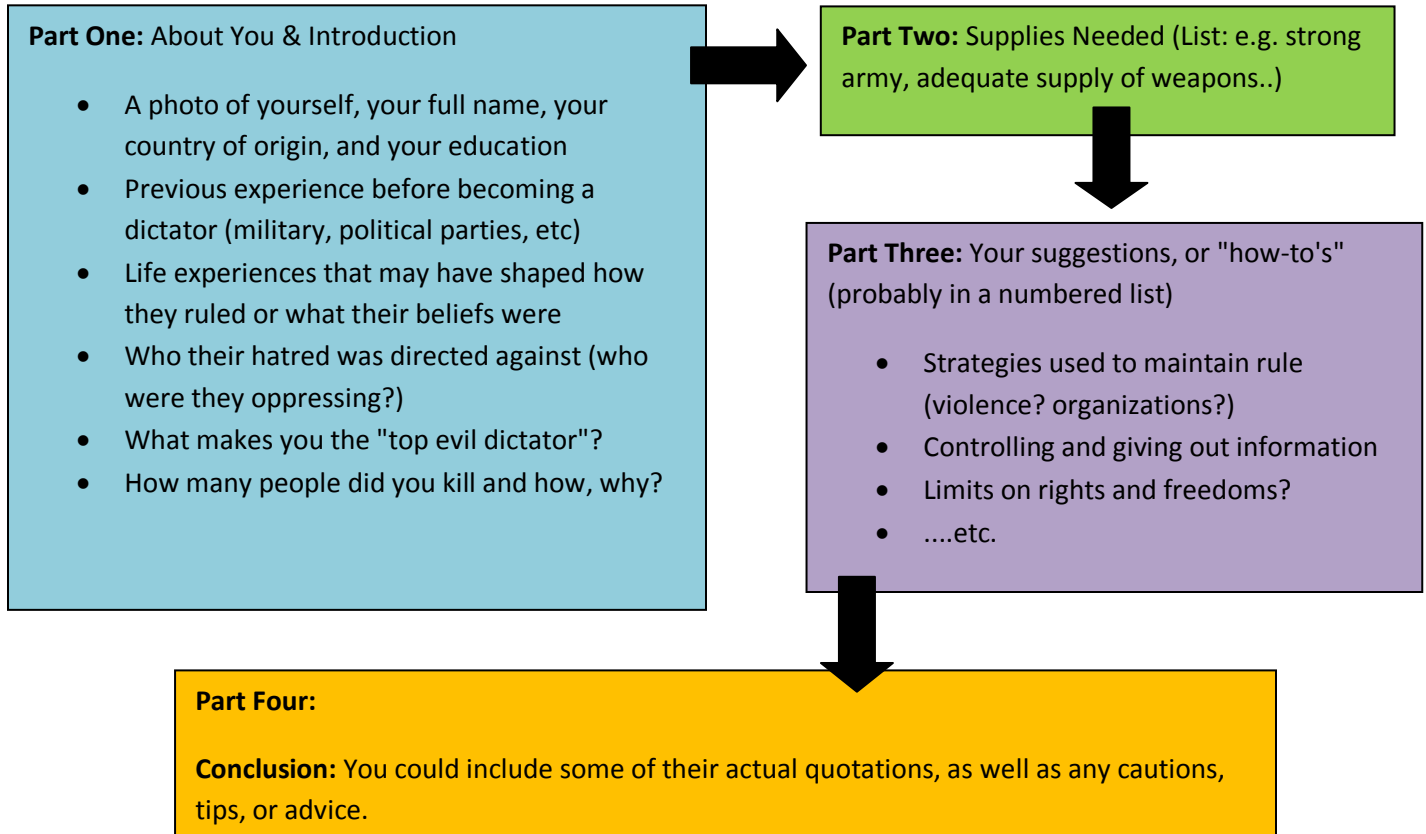 Part One: About You & Introduction
• A photo of yourself, your full name, your
country of origin, and your education
• Previous experience before becoming a
dictator (military, political parties, etc)
• Life experiences that may have shaped how
they ruled or what their beliefs were
• Who their hatred was directed against (who
were they oppressing?)
• What makes you the "top evil dictator"?
• How many people did you kill and how, why?
Part Two: Supplies Needed (List: e.g. strong
army, adequate supply of weapons..)
Part Three: Your suggestions, or "how-to's"
(probably in a numbered list)
• Strategies used to maintain rule
(violence? organizations?)
• Controlling and giving out information
• Limits on rights and freedoms?
• ....etc.
Part Four:
Conclusion: You could include some of their actual quotations, as well as any cautions,
tips, or advice.